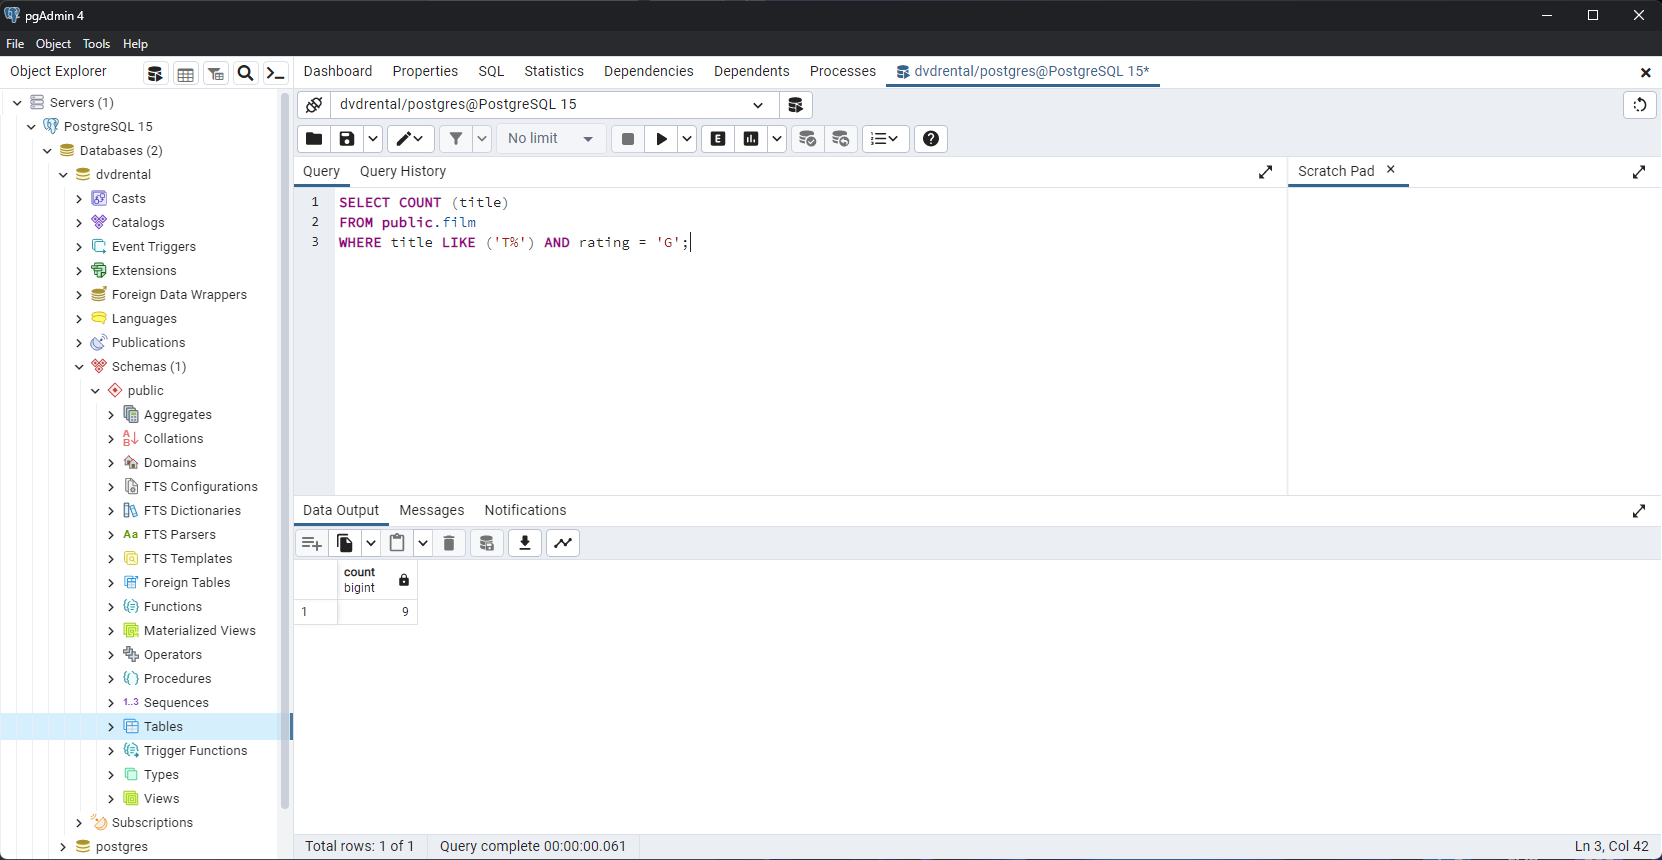 pgAdmin 4
File Object Tools Help
Object Explorer
Dashboard Properties SQL Statistics Dependencies Dependents Processes dvdrental/postgres@PostgreSQL 15*
Servers (1)
PostgreSQL 15
Databases (2)
dvdrental
Casts
Catalogs
Event Triggers
Extensions
Foreign Data Wrappers
Languages
Publications
Schemas (1)
public
Aggregates
Collations
Domains
FTS Configurations
FTS Dictionaries
Aa FTS Parsers
FTS Templates
Foreign Tables
Functions
Materialized Views
Operators
Procedures
1..3 Sequences
Tables
Trigger Functions
Types
Views
Subscriptions
postgres
dvdrental/postgres@PostgreSQL 15
No limit
E
Query Query History
Scratch Pad
1 SELECT COUNT (title)
2 FROM public.film
3 WHERE title LIKE ('T%') AND rating = 'G';
Data Output Messages Notifications
count
bigint
1 9
Total rows: 1 of 1 Query complete 00:00:00.061 Ln 3, Col 42